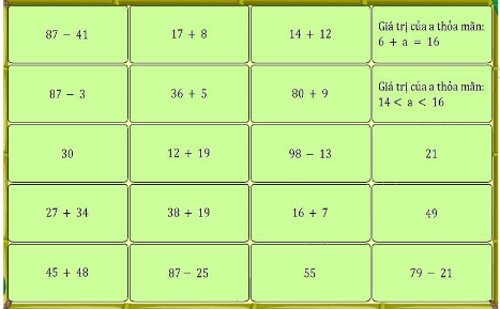 87 − 41
17 + 8
14 + 12
Giá trị của a thỏa mãn:
6 + a = 16
87 − 3
36 + 5
80 + 9
Giá trị của a thỏa mãn:
14 < a < 16
30
12 + 19
98 − 13
21
27 + 34
38 + 19
16 + 7
49
45 + 48
87 − 25
55
79 − 21